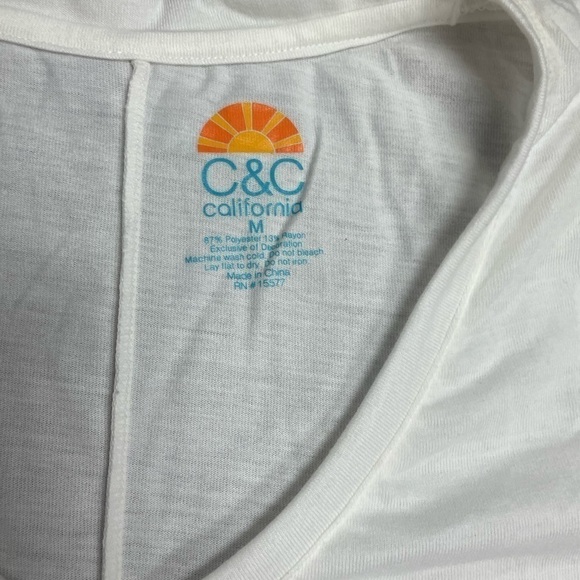 C&C
california
M
87% Polyester 13% Rayon
Exclusive of Decoration
Machine wash cold, do not bleach.
Lay flat to dry, do not iron.
Made in China
RN # 15577